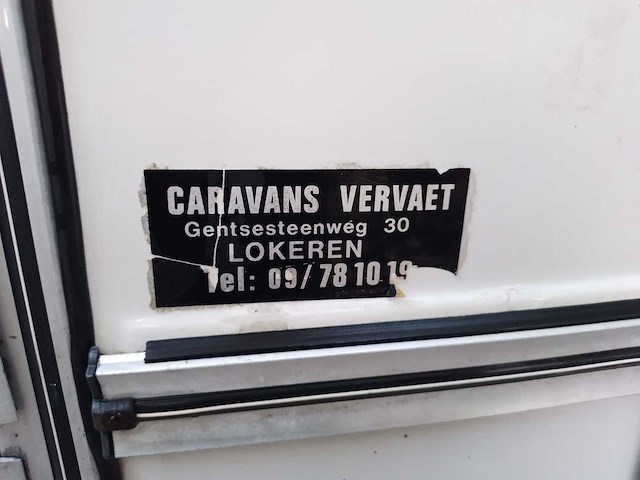 CARAVANS VERVAET
Gentsesteenweg 30
LOKEREN
Tel: 09/78 10 19